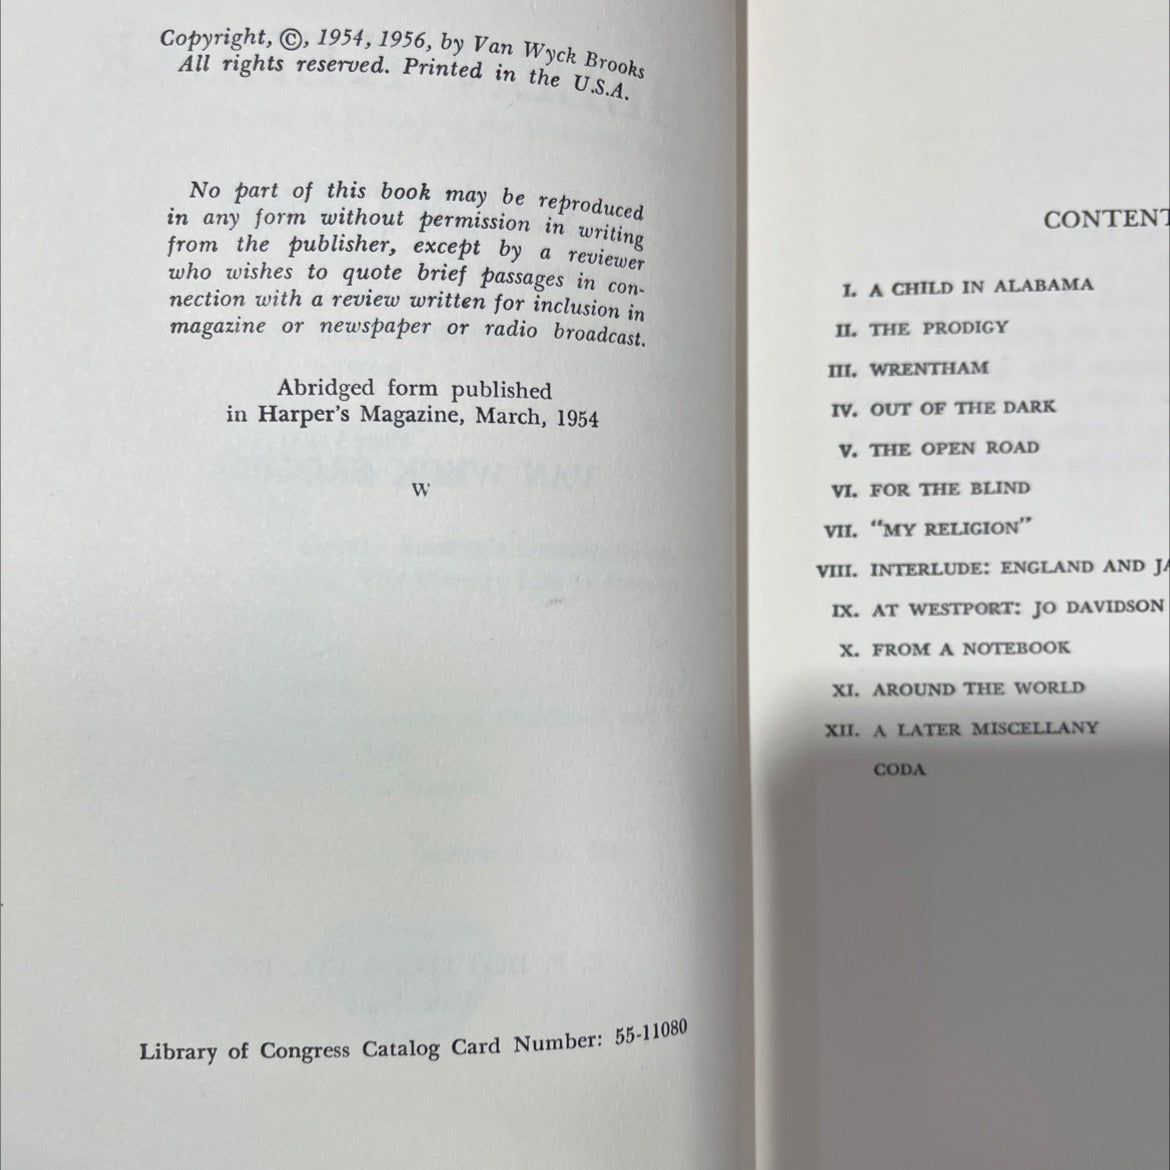 Copyright, ©, 1954, 1956, by Van Wyck Brooks
All rights reserved. Printed in the U.S.A.
No part of this book may be reproduced
in any form without permission in writing
from the publisher, except by a reviewer
who wishes to quote brief passages in con-
nection with a review written for inclusion in
magazine or newspaper or radio broadcast.
Abridged form published
in Harper's Magazine, March, 1954
W
Library of Congress Catalog Card Number: 55-11080
CONTENT
I. A CHILD IN ALABAMA
II. THE PRODIGY
III. WRENTHAM
IV. OUT OF THE DARK
V. THE OPEN ROAD
VI. FOR THE BLIND
VII. "MY RELIGION"
VIII. INTERLUDE: ENGLAND AND JA
IX. AT WESTPORT: JO DAVIDSON
X. FROM A NOTEBOOK
XI. AROUND THE WORLD
XII. A LATER MISCELLANY
CODA